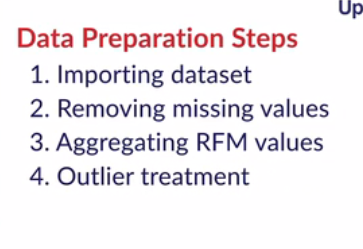 Up
Data Preparation Steps
1. Importing dataset
2. Removing missing values
3. Aggregating RFM values
4. Outlier treatment